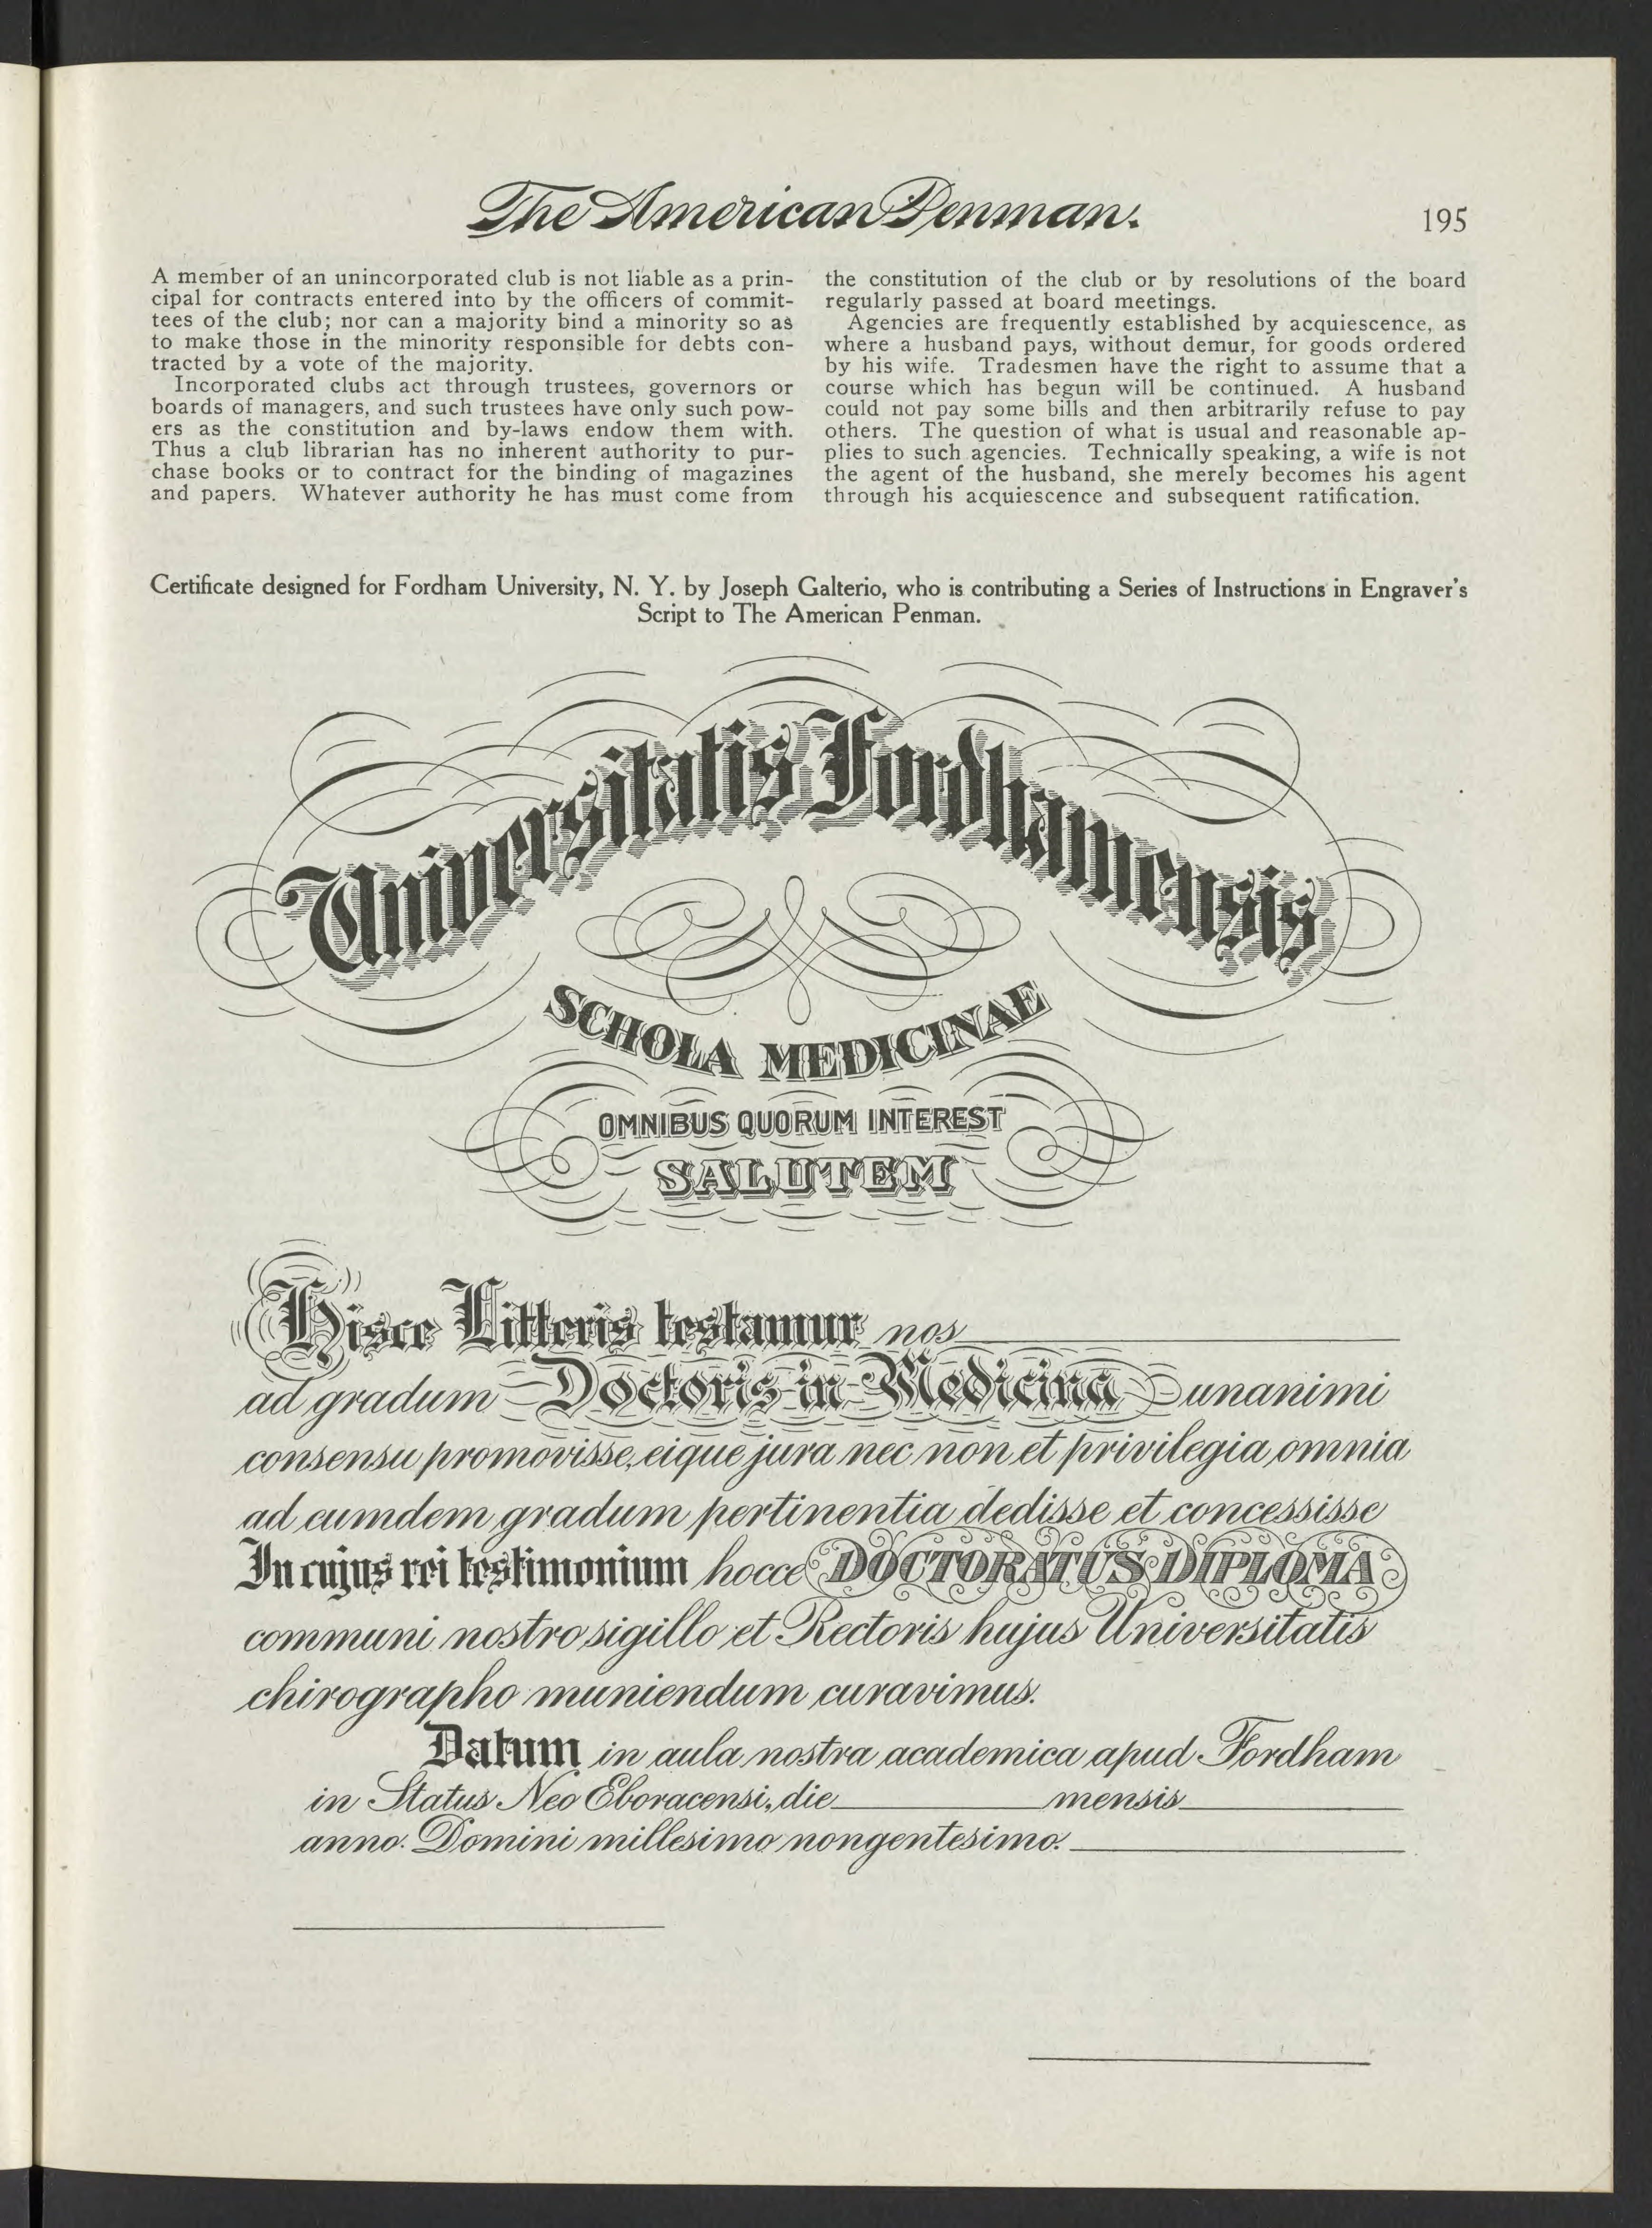 The American Penman.
195
A member of an unincorporated club is not liable as a prin-
cipal for contracts entered into by the officers of commit-
tees of the club; nor can a majority bind a minority so as
to make those in the minority responsible for debts con-
tracted by a vote of the majority.
Incorporated clubs act through trustees, governors or
boards of managers, and such trustees have only such pow-
ers as the constitution and by-laws endow them with.
Thus a club librarian has no inherent authority to pur-
chase books or to contract for the binding of magazines
and papers. Whatever authority he has must come from
the constitution of the club or by resolutions of the board
regularly passed at board meetings.
Agencies are frequently established by acquiescence, as
where a husband pays, without demur, for goods ordered
by his wife. Tradesmen have the right to assume that a
course which has begun will be continued. A husband
could not pay some bills and then arbitrarily refuse to pay
others. The question of what is usual and reasonable ap-
plies to such agencies. Technically speaking, a wife is not
the agent of the husband, she merely becomes his agent
through his acquiescence and subsequent ratification.
Certificate designed for Fordham University, N. Y. by Joseph Galterio, who is contributing a Series of Instructions in Engraver's
Script to The American Penman.
Universitatis Fordhamensis
SCHOLA MEDICINAE
OMNIBUS QUORUM INTEREST
SALUTEM
Hisce Litteris testamur nos
ad gradum Doctoris in Medicina unanimi
consensu promovisse, eique jura nec non et privilegia omnia
ad eumdem gradum pertinentia dedisse et concessisse
In cujus rei testimonium hocce DOCTORATUS DIPLOMA
communi nostro sigillo et Rectoris hujus Universitatis
chirographo muniendum curavimus.
Datum in aula nostra academica apud Fordham
in Status Neo Eboracensi, die mensis
anno. Domini millesimo nongentesimo.